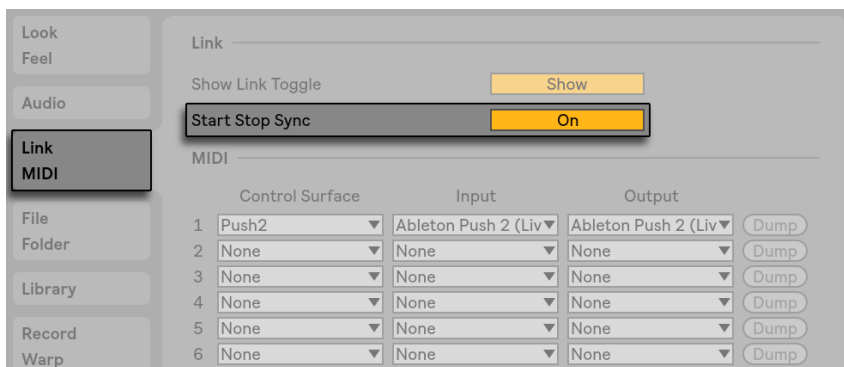 Look
Feel
Audio
Link
MIDI
File
Folder
Library
Record
Warp
Link
Show Link Toggle Show
Start Stop Sync On
MIDI
Control Surface Input Output
1 Push2 Ableton Push 2 (Liv Ableton Push 2 (Liv Dump
2 None None None Dump
3 None None None Dump
4 None None None Dump
5 None None None Dump
6 None None None Dump